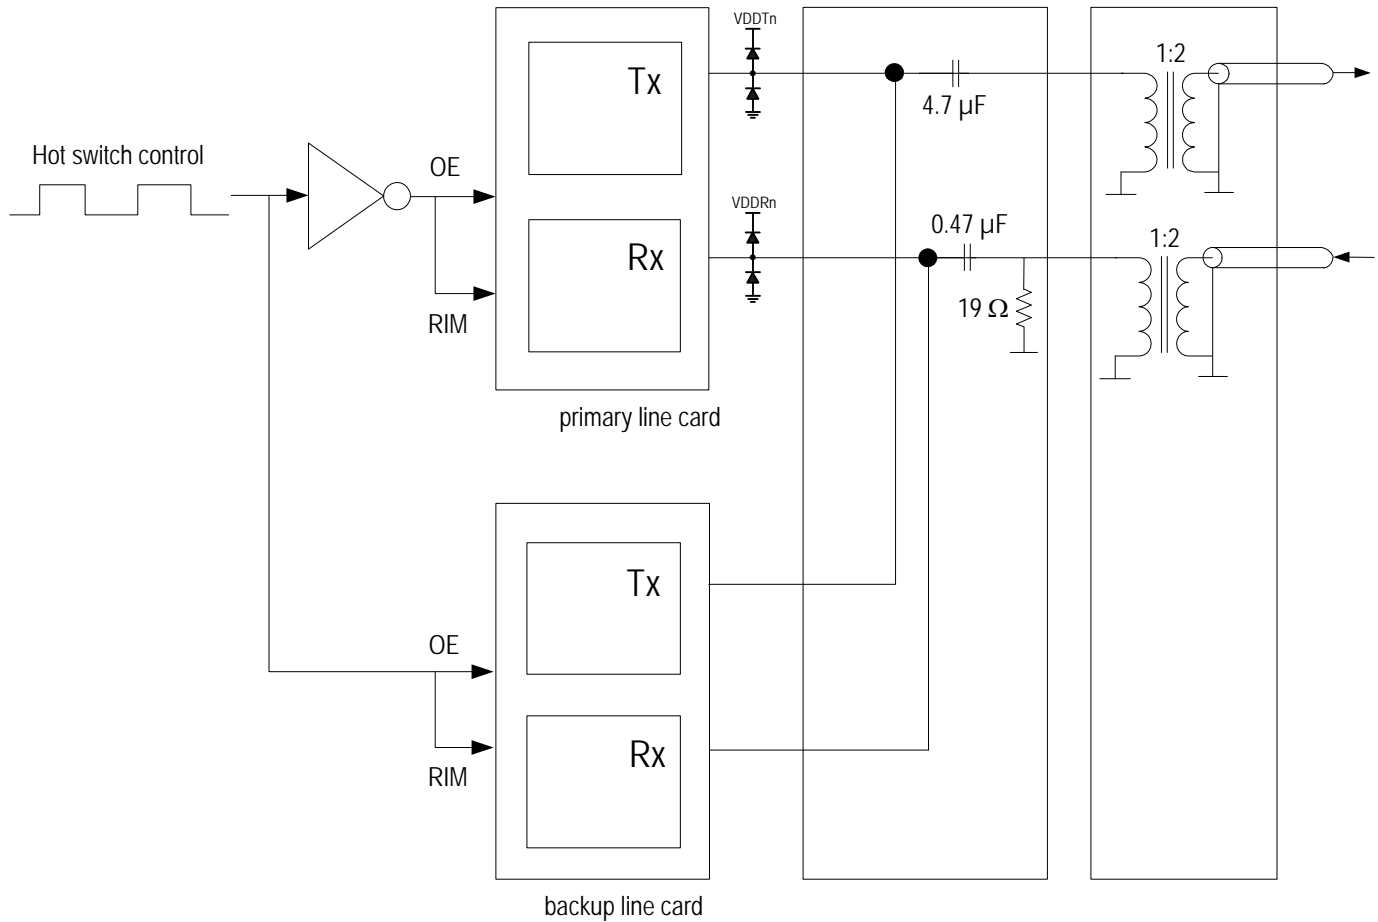 VDDTn
Tx
1:2
4.7 µF
Hot switch control
OE
VDDRn
0.47 µF
Rx
1:2
19 Ω
RIM
primary line card
Tx
OE
Rx
RIM
backup line card